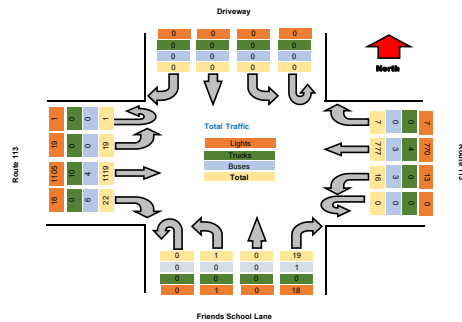 Driveway
0 0 0 0
0 0 0 0
0 0 0 0
0 0 0 0
North
Total Traffic
Lights
Trucks
Buses
Total
Route 113
1 0 0 1
19 0 0 19
1105 10 4 1119
16 0 6 22
7 0 0 7
777 3 4 770
16 3 0 13
0 0 0 0
Route 113
0 1 0 19
0 0 0 1
0 0 0 0
0 1 0 18
Friends School Lane